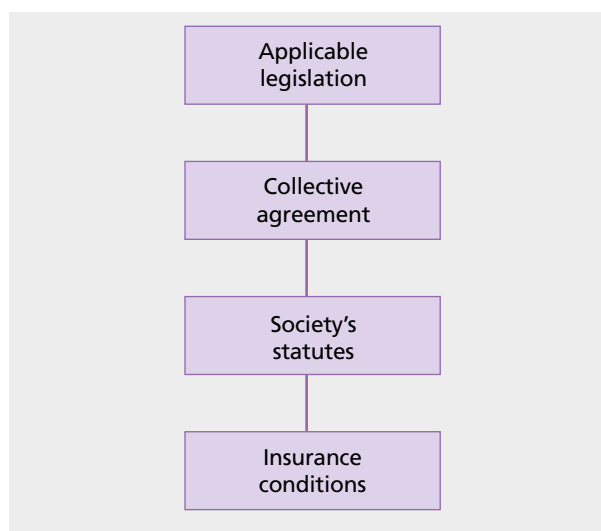 Applicable
legislation
Collective
agreement
Society’s
statutes
Insurance
conditions